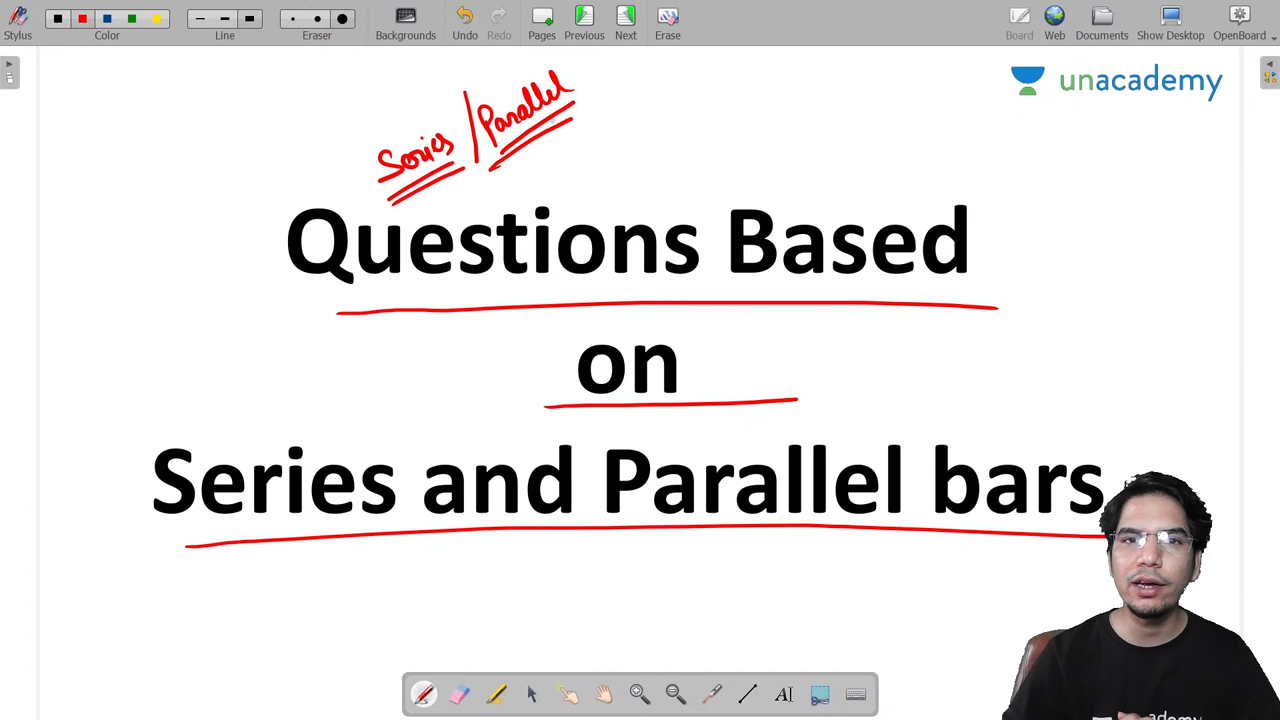 Stylus
Color
Line
Eraser
Backgrounds
Undo
Redo
Pages
Previous
Next
Erase
Board
Web
Documents
Show Desktop
OpenBoard
unacademy
Series / Parallel
Questions Based
on
Series and Parallel bars
AI